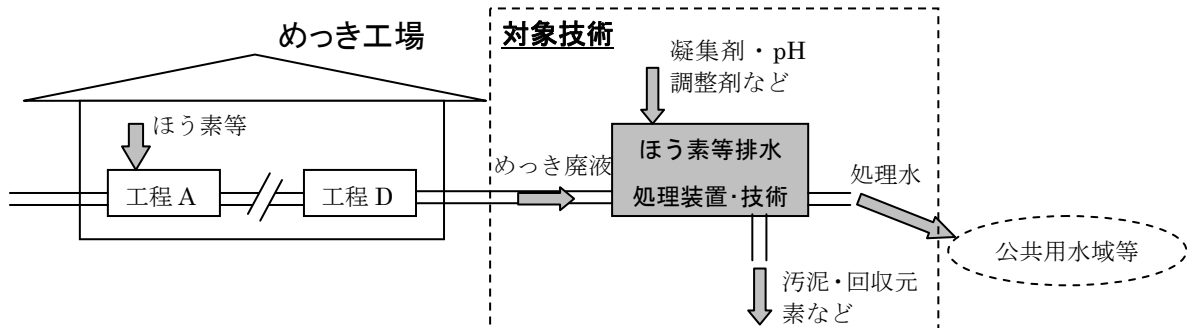 めっき工場
対象技術
凝集剤・pH
調整剤など
ほう素等
ほう素等排水
処理装置・技術
めっき廃液
処理水
工程 A
工程 D
公共用水域等
汚泥・回収元
素など